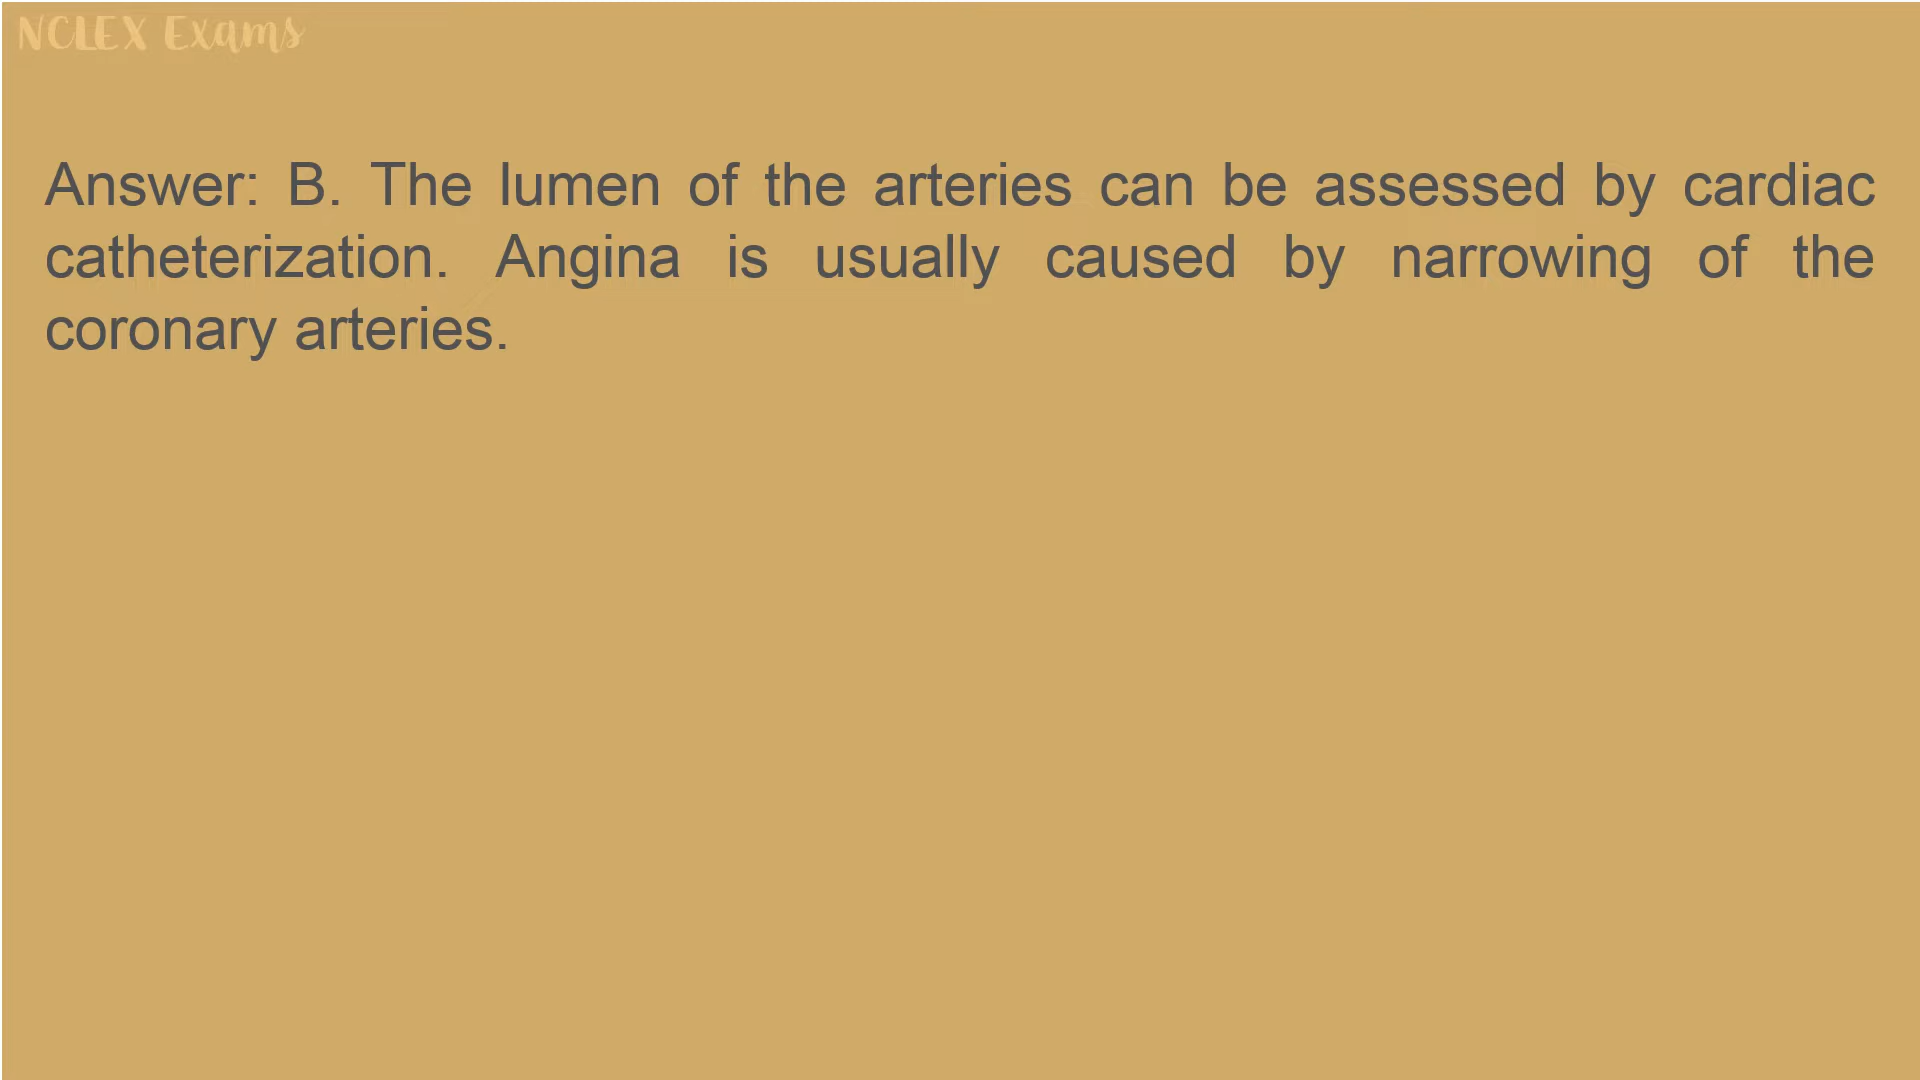 NCLEX Exams
Answer: B. The lumen of the arteries can be assessed by cardiac
catheterization. Angina is usually caused by narrowing of the
coronary arteries.